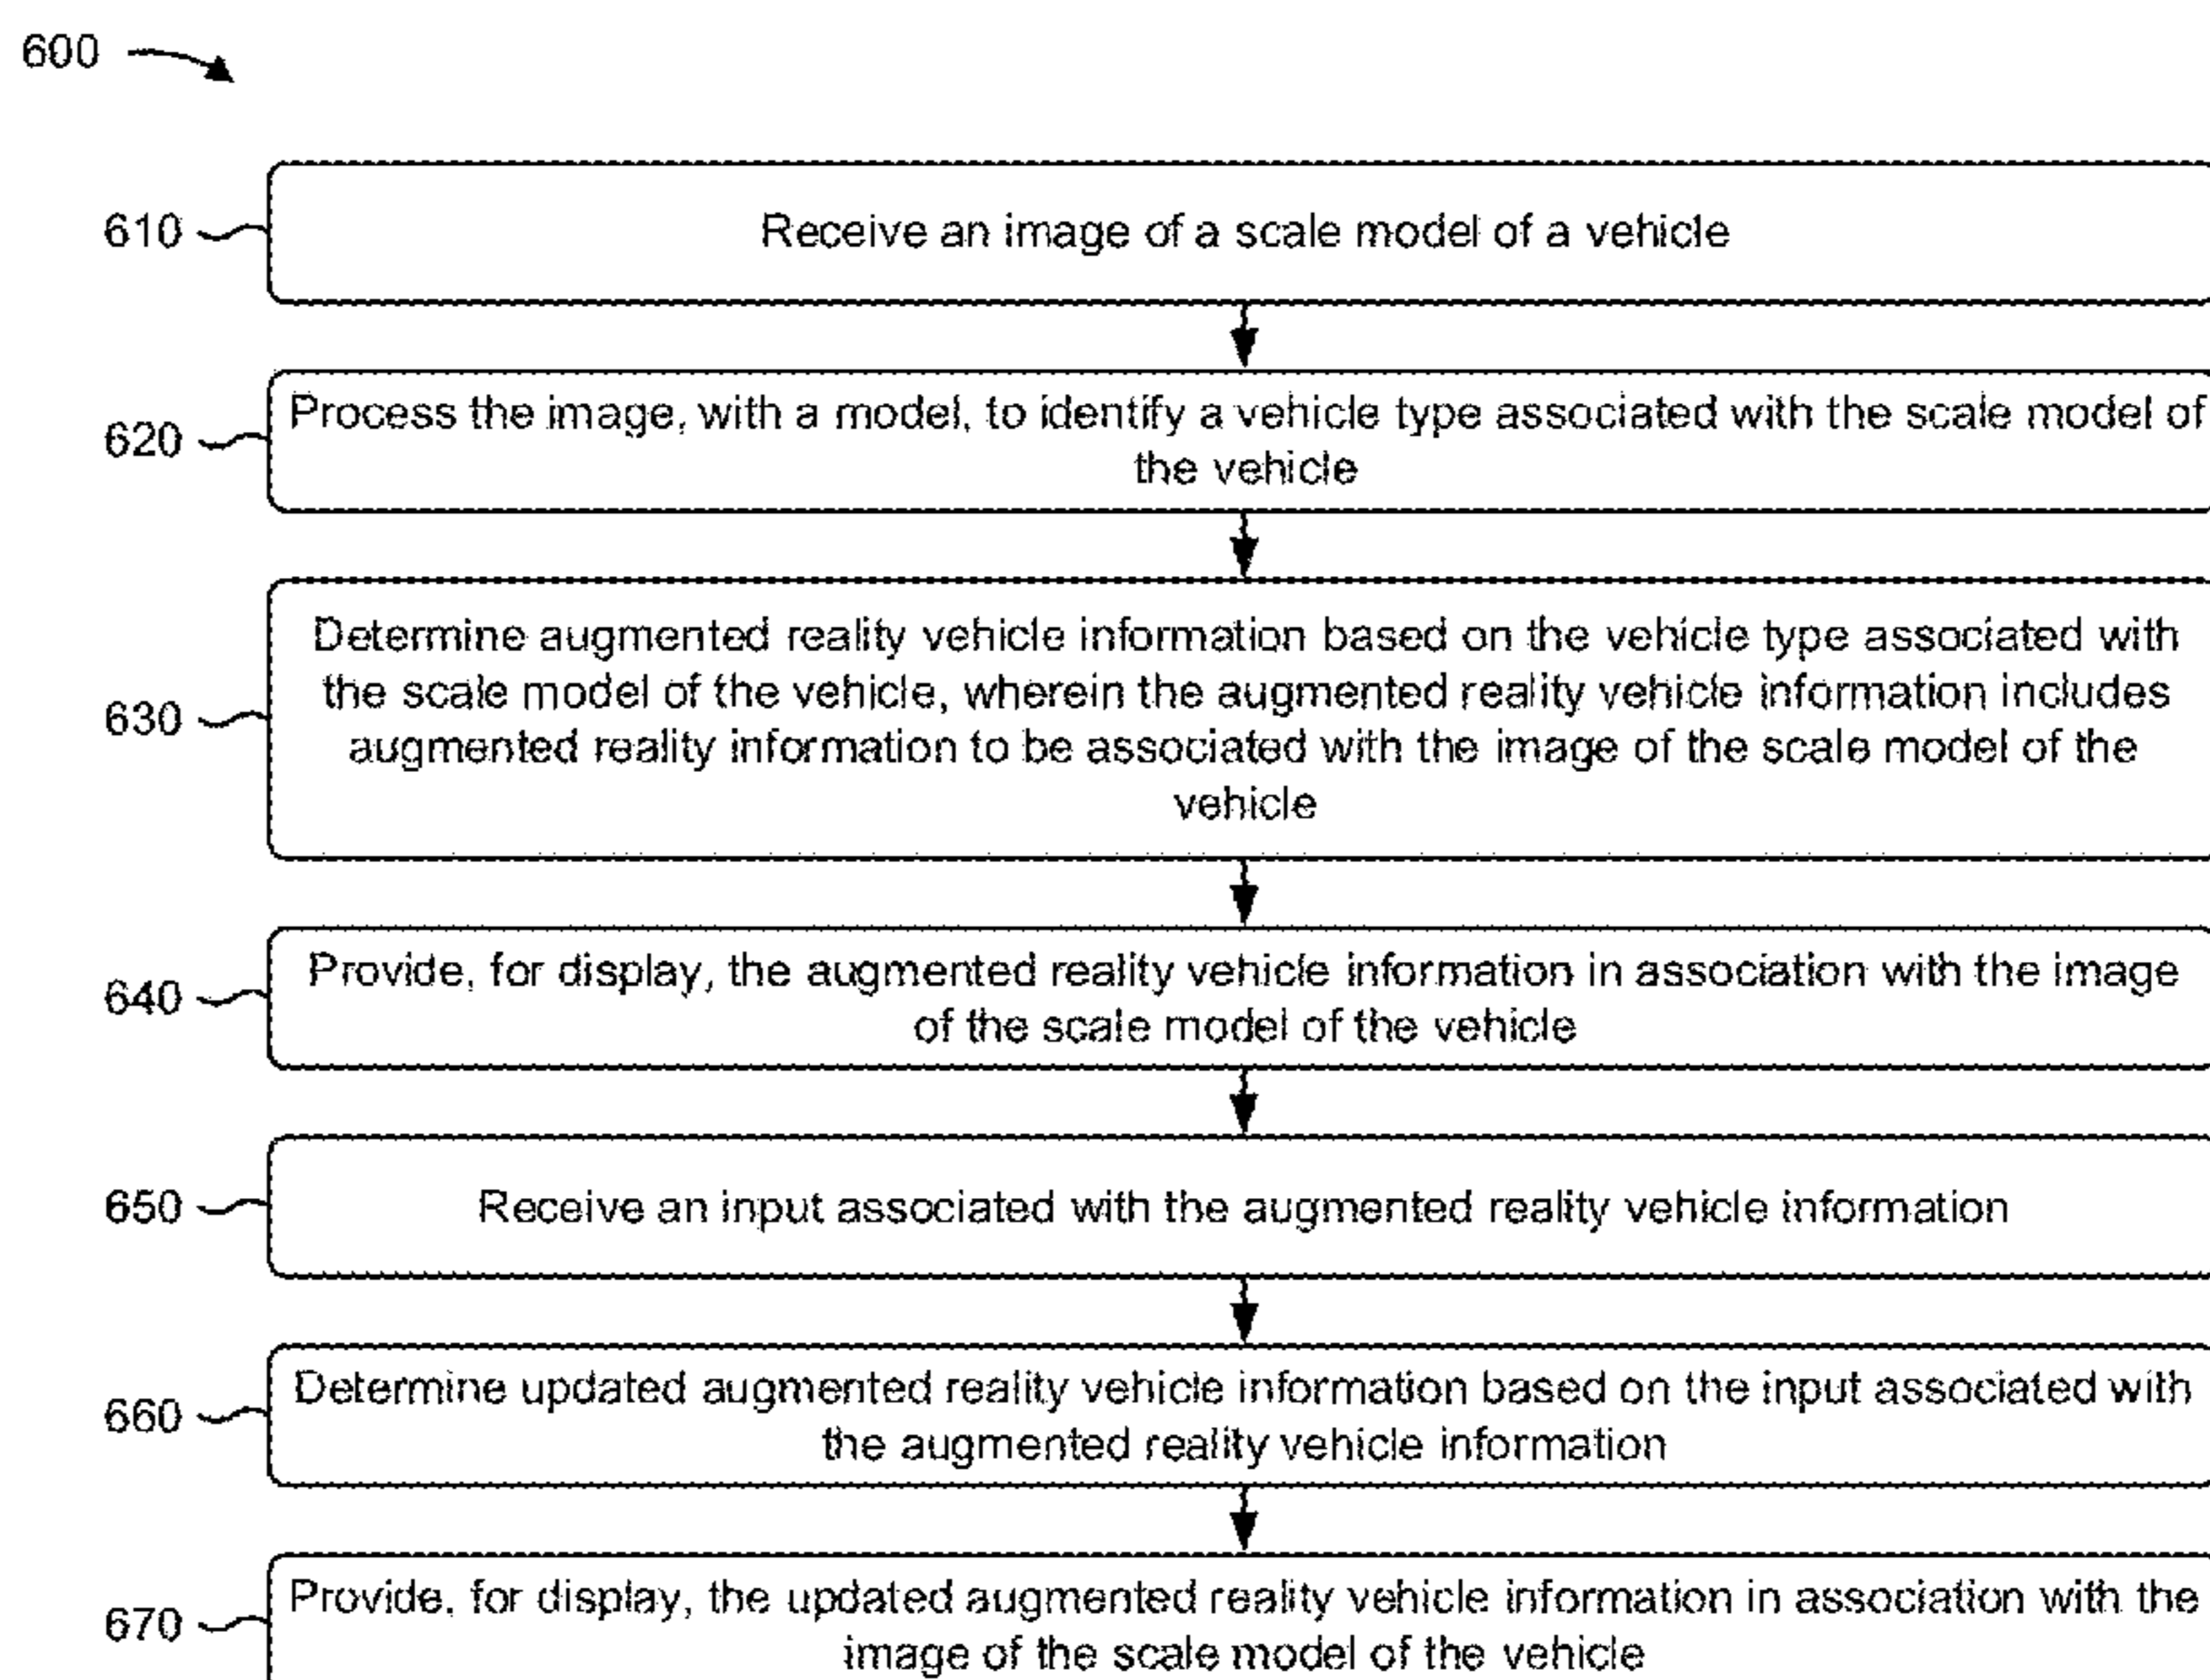 600
610
Receive an image of a scale model of a vehicle
620
Process the image, with a model, to identify a vehicle type associated with the scale model of
the vehicle
630
Determine augmented reality vehicle information based on the vehicle type associated with
the scale model of the vehicle, wherein the augmented reality vehicle information includes
augmented reality information to be associated with the image of the scale model of the
vehicle
640
Provide, for display, the augmented reality vehicle information in association with the image
of the scale model of the vehicle
650
Receive an input associated with the augmented reality vehicle information
660
Determine updated augmented reality vehicle information based on the input associated with
the augmented reality vehicle information
670
Provide, for display, the updated augmented reality vehicle information in association with the
image of the scale model of the vehicle